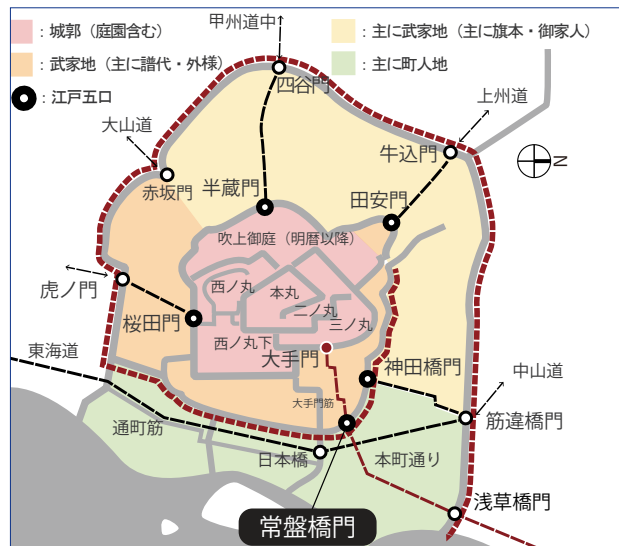 ：城郭（庭園含む）
：武家地（主に譜代・外様）
：江戸五口
：主に武家地（主に旗本・御家人）
：主に町人地
甲州道中
四谷門
上州道
牛込門
大山道
赤坂門
半蔵門
田安門
N
吹上御庭（明暦以降）
西ノ丸
本丸
二ノ丸
三ノ丸
虎ノ門
桜田門
西ノ丸下
大手門
東海道
神田橋門
中山道
大手門筋
筋違橋門
通町筋
日本橋
本町通り
浅草橋門
常盤橋門